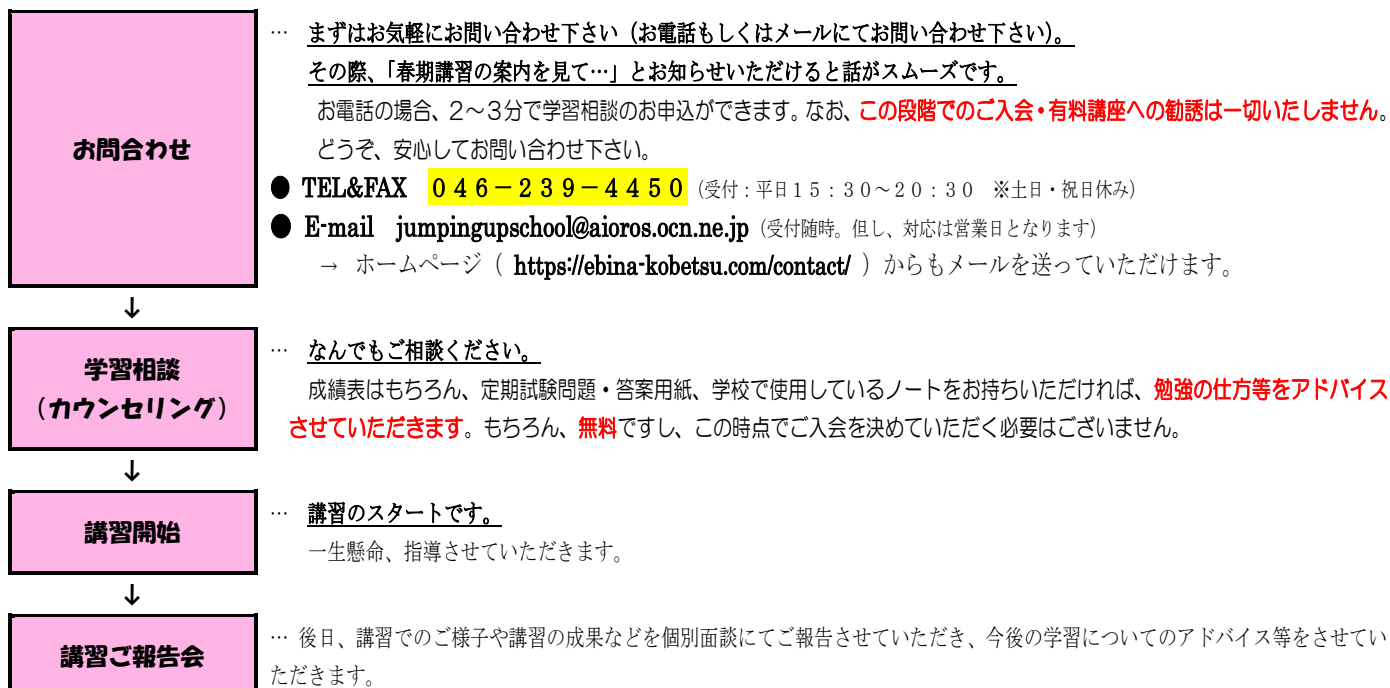 お問合わせ
… まずはお気軽にお問い合わせ下さい（お電話もしくはメールにてお問い合わせ下さい）。
その際、「春期講習の案内を見て…」とお知らせいただけると話がスムーズです。
お電話の場合、２～３分で学習相談のお申込ができます。なお、この段階でのご入会・有料講座への勧誘は一切いたしません。
どうぞ、安心してお問い合わせ下さい。
● TEL&FAX ０４６－２３９－４４５０（受付：平日１５：３０～２０：３０ ※土日・祝日休み）
● E-mail jumpingupschool@aioros.ocn.ne.jp（受付随時。但し、対応は営業日となります）
→ ホームページ（ https://ebina-kobetsu.com/contact/ ）からもメールを送っていただけます。
↓
学習相談
（カウンセリング）
… なんでもご相談ください。
成績表はもちろん、定期試験問題・答案用紙、学校で使用しているノートをお持ちいただければ、勉強の仕方等をアドバイス
させていただきます。もちろん、無料ですし、この時点でご入会を決めていただく必要はございません。
↓
講習開始
… 講習のスタートです。
一生懸命、指導させていただきます。
↓
講習ご報告会
… 後日、講習でのご様子や講習の成果などを個別面談にてご報告させていただき、今後の学習についてのアドバイス等をさせてい
ただきます。